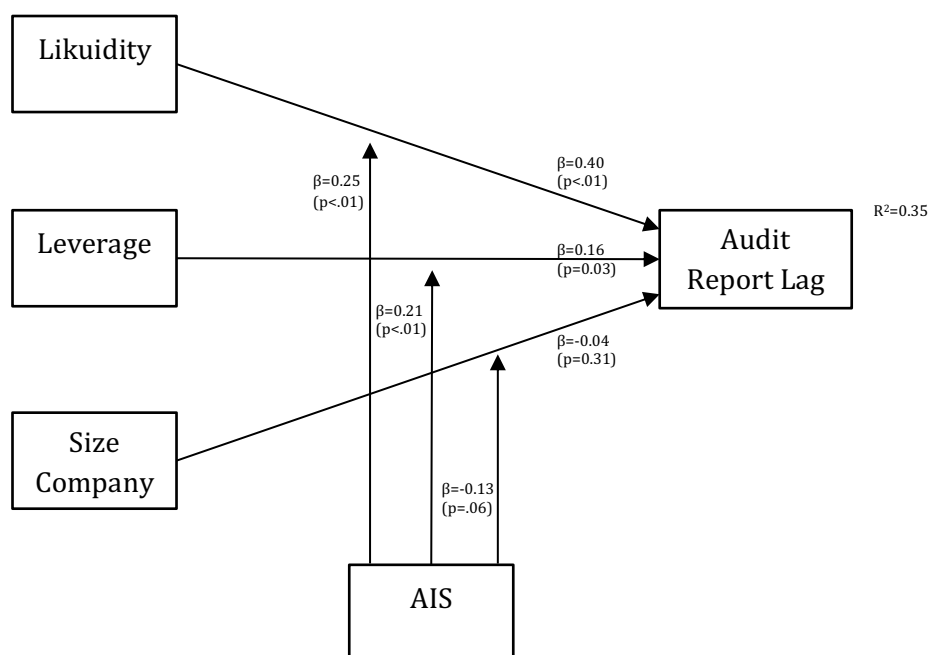 Likuidity
β=0.40
(p<.01)
β=0.25
(p<.01)
R²=0.35
Leverage
Audit
Report Lag
β=0.16
(p=0.03)
β=0.21
(p<.01)
β=-0.04
(p=0.31)
Size
Company
β=-0.13
(p=.06)
AIS